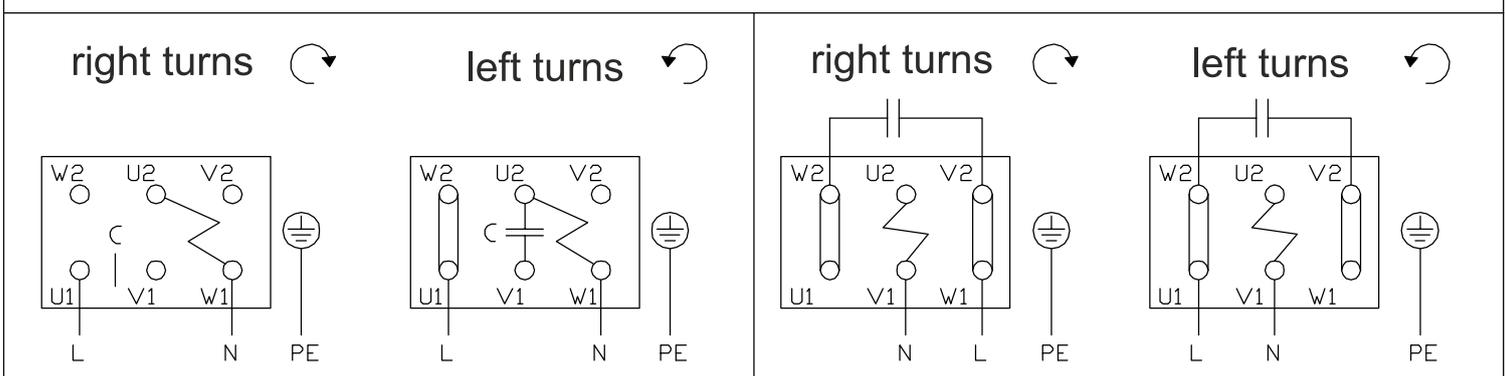 right turns left turns right turns left turns
W2 U2 V2 W2 U2 V2 W2 U2 V2 W2 U2 V2
C C
U1 V1 W1 U1 V1 W1 U1 V1 W1 U1 V1 W1
L N PE L N PE N L PE L N PE